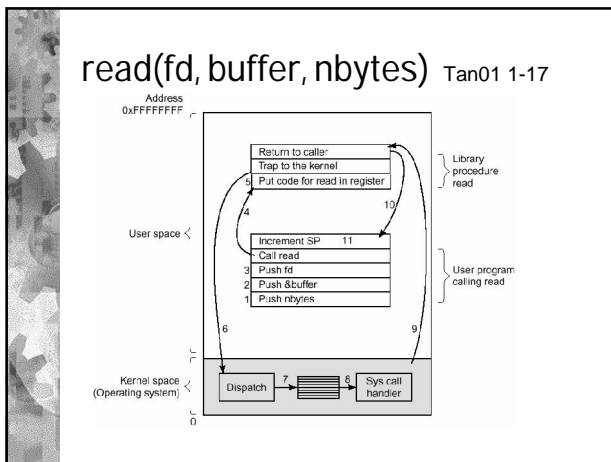 read(fd, buffer, nbytes) Tan01 1-17
Address
0xFFFFFFFF
Return to caller
Trap to the kernel
5 Put code for read in register
Library
procedure
read
4
10
User space
Increment SP 11
Call read
3 Push fd
2 Push &buffer
1 Push nbytes
User program
calling read
6
9
Kernel space
(Operating system)
Dispatch
7
8
Sys call
handler
0